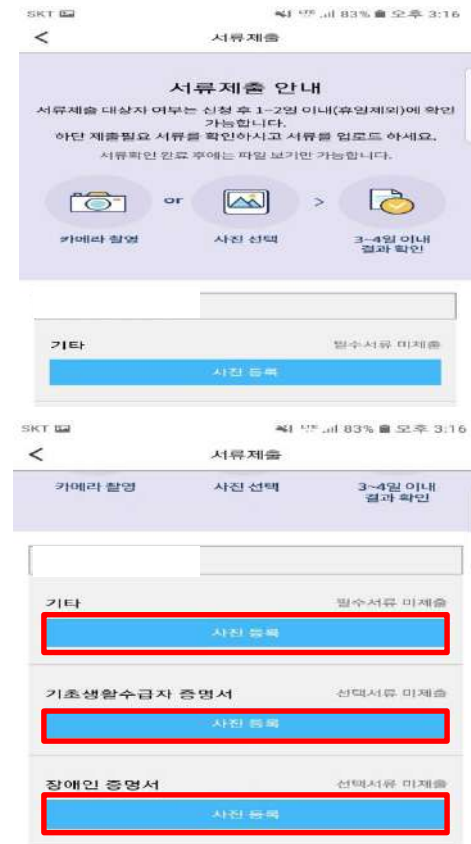 SKT 83% 오후 3:16
< 서류제출
서류제출 안내
서류제출 대상자 여부는 신청 후 1~2일 이내(휴일제외)에 확인
가능합니다.
하단 제출필요 서류를 확인하시고 서류를 업로드 하세요.
서류확인 완료 후에는 파일 보기만 가능합니다.
or >
카메라 촬영 사진 선택 3~4일 이내
결과 확인
기타 필수서류 미제출
사진 등록
SKT 83% 오후 3:16
< 서류제출
카메라 촬영 사진 선택 3~4일 이내
결과 확인
기타 필수서류 미제출
사진 등록
기초생활수급자 증명서 선택서류 미제출
사진 등록
장애인 증명서 선택서류 미제출
사진 등록